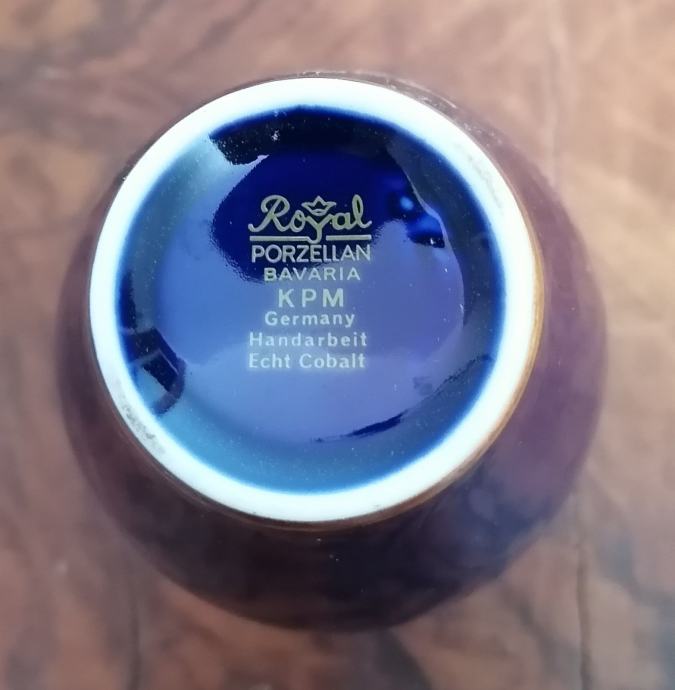 Royal
PORZELLAN
BAVARIA
KPM
Germany
Handarbeit
Echt Cobalt